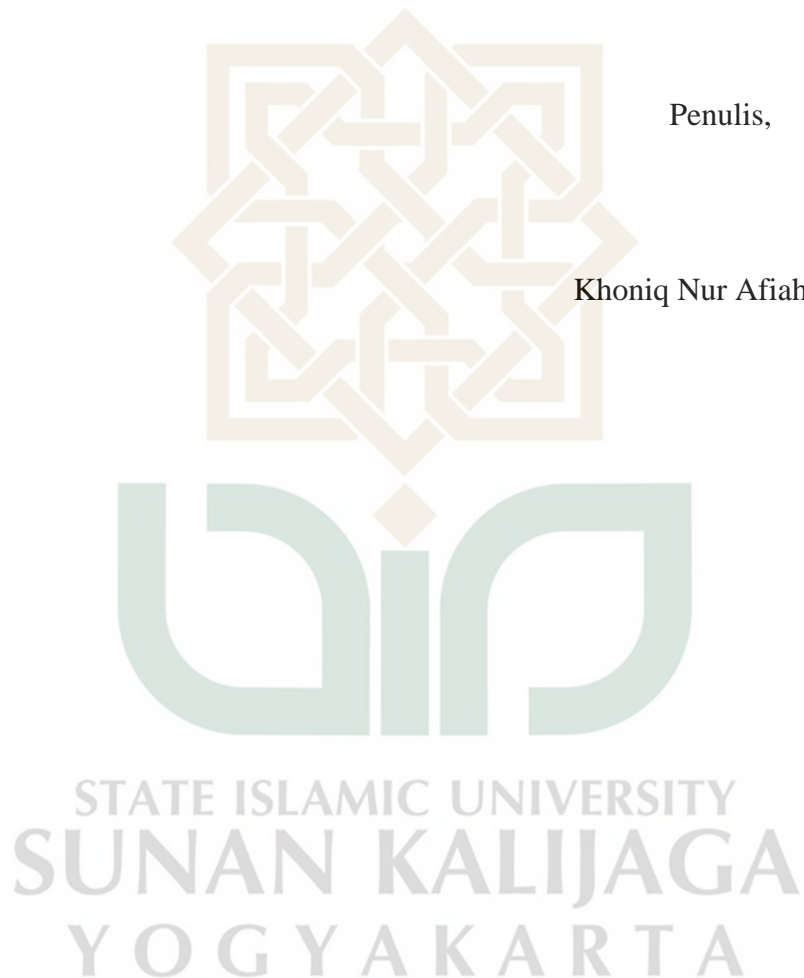 Penulis,
Khoniq Nur Afiah
STATE ISLAMIC UNIVERSITY
SUNAN KALIJAGA
YOGYAKARTA